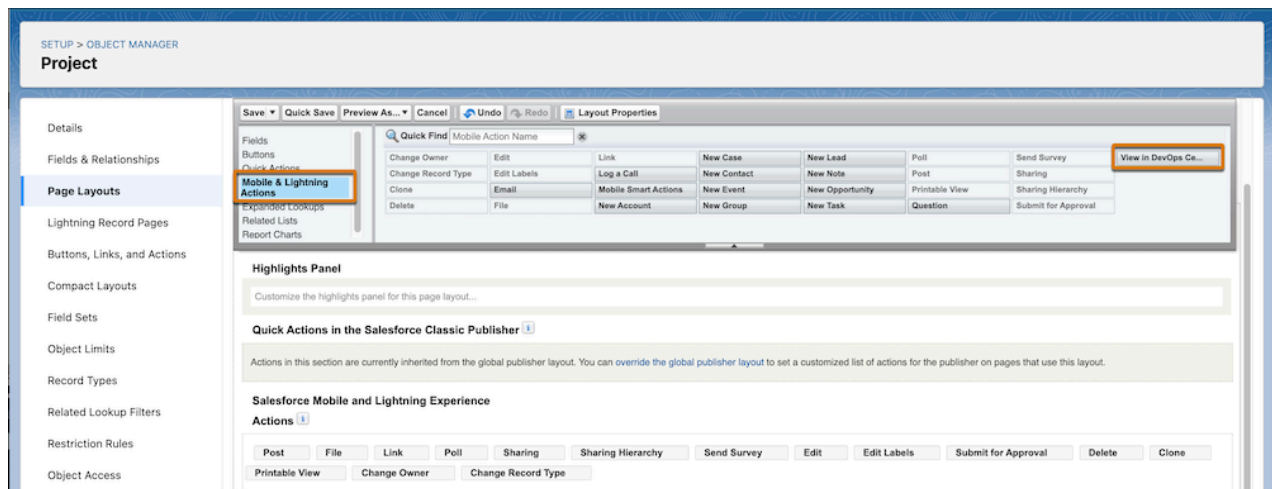 SETUP > OBJECT MANAGER
Project
Details
Fields & Relationships
Page Layouts
Lightning Record Pages
Buttons, Links, and Actions
Compact Layouts
Field Sets
Object Limits
Record Types
Related Lookup Filters
Restriction Rules
Object Access
Save Quick Save Preview As... Cancel Undo Redo Layout Properties
Fields
Buttons
Quick Actions
Mobile & Lightning
Actions
Expanded Lookups
Related Lists
Report Charts
Quick Find Mobile Action Name
Change Owner Edit Link New Case New Lead Poll Send Survey View in DevOps Ce...
Change Record Type Edit Labels Log a Call New Contact New Note Post Sharing
Clone Email Mobile Smart Actions New Event New Opportunity Printable View Sharing Hierarchy
Delete File New Account New Group New Task Question Submit for Approval
Highlights Panel
Customize the highlights panel for this page layout...
Quick Actions in the Salesforce Classic Publisher i
Actions in this section are currently inherited from the global publisher layout. You can override the global publisher layout to set a customized list of actions for the publisher on pages that use this layout.
Salesforce Mobile and Lightning Experience
Actions i
Post File Link Poll Sharing Sharing Hierarchy Send Survey Edit Edit Labels Submit for Approval Delete Clone
Printable View Change Owner Change Record Type